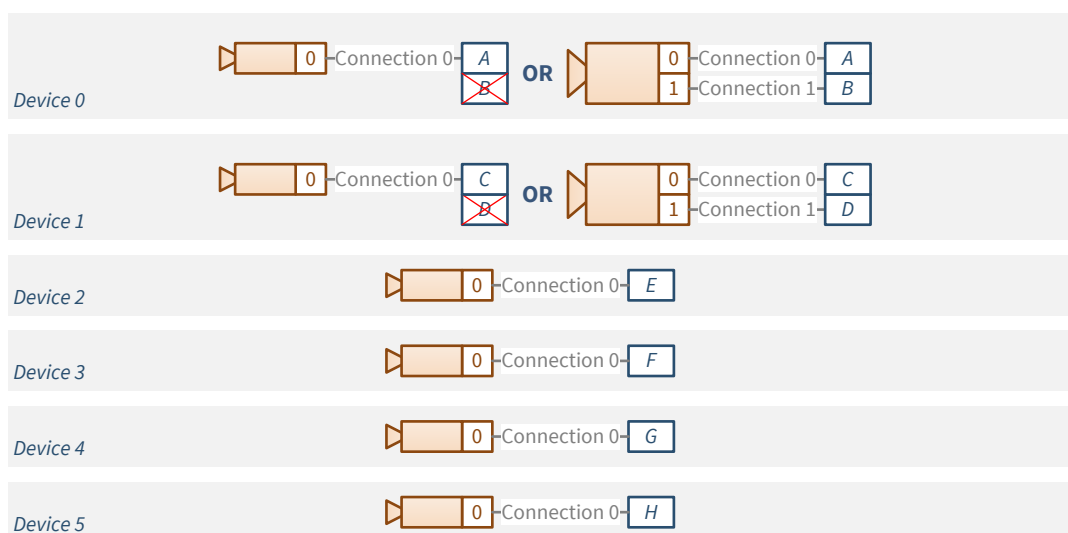 0 Connection 0 A OR 0 Connection 0 A
B 1 Connection 1 B
Device 0
0 Connection 0 C OR 0 Connection 0 C
D 1 Connection 1 D
Device 1
0 Connection 0 E
Device 2
0 Connection 0 F
Device 3
0 Connection 0 G
Device 4
0 Connection 0 H
Device 5